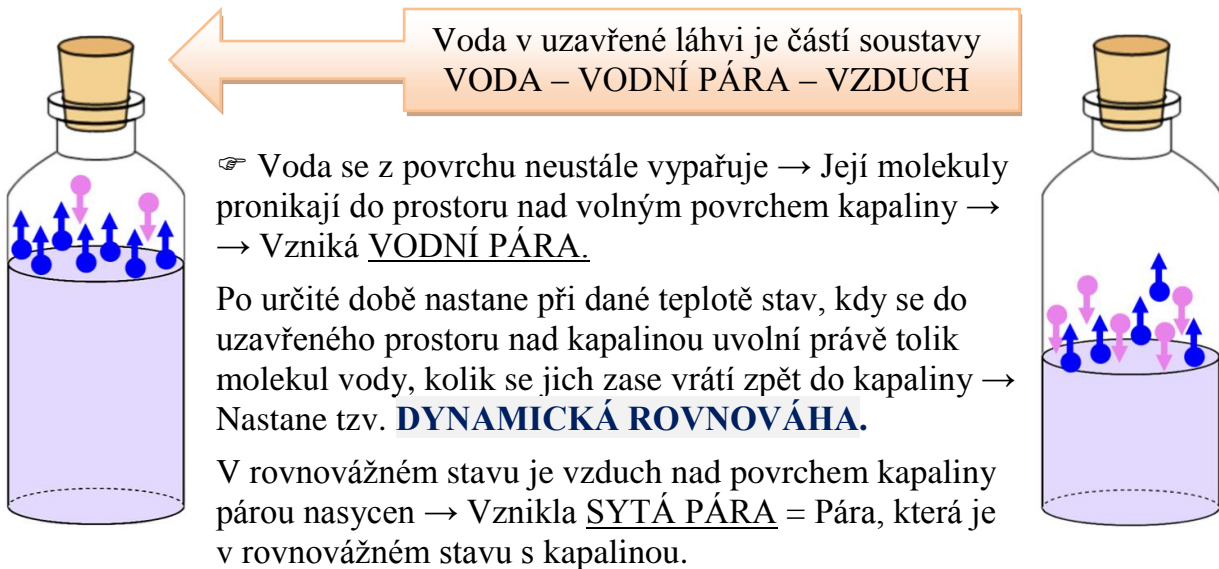 Voda v uzavřené láhvi je částí soustavy
VODA – VODNÍ PÁRA – VZDUCH
☞ Voda se z povrchu neustále vypařuje → Její molekuly
pronikají do prostoru nad volným povrchem kapaliny →
→ Vzniká VODNÍ PÁRA.
Po určité době nastane při dané teplotě stav, kdy se do
uzavřeného prostoru nad kapalinou uvolní právě tolik
molekul vody, kolik se jich zase vrátí zpět do kapaliny →
Nastane tzv. DYNAMICKÁ ROVNOVÁHA.
V rovnovážném stavu je vzduch nad povrchem kapaliny
párou nasycen → Vznikla SYTÁ PÁRA = Pára, která je
v rovnovážném stavu s kapalinou.